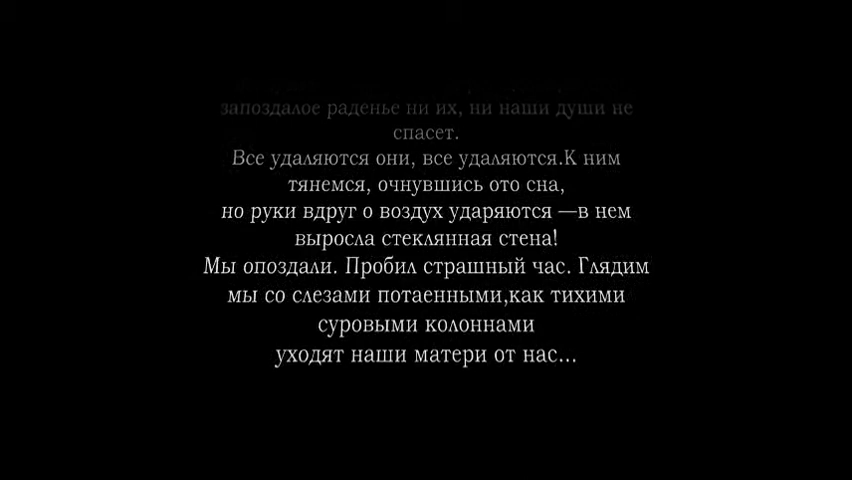 запоздалое раденье ни их, ни наши души не
спасет.
Все удаляются они, все удаляются.К ним
тянемся, очнувшись ото сна,
но руки вдруг о воздух ударяются —в нем
выросла стеклянная стена!
Мы опоздали. Пробил страшный час. Глядим
мы со слезами потаенными,как тихими
суровыми колоннами
уходят наши матери от нас...